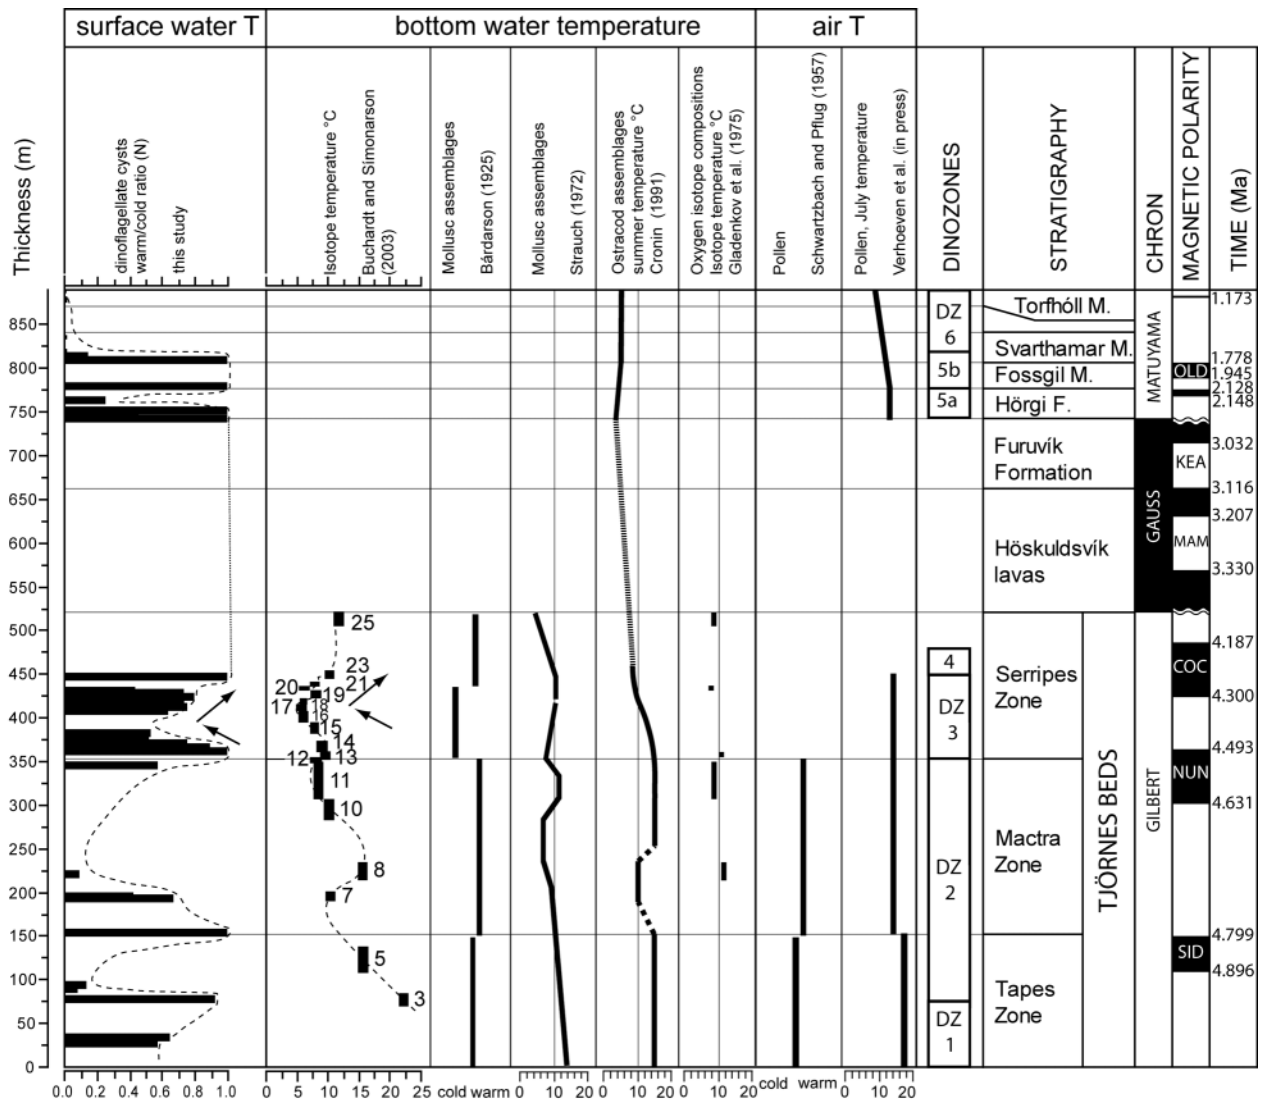 surface water T
bottom water temperature
air T
Thickness (m)
dinoflagellate cysts
warm/cold ratio (N)
this study
Isotope temperature °C
Buchardt and Simonarson
(2003)
Mollusc assemblages
Bárdarson (1925)
Mollusc assemblages
Strauch (1972)
Ostracod assemblages
summer temperature °C
Cronin (1991)
Oxygen isotope compositions
Isotope temperature °C
Gladenkov et al. (1975)
Pollen
Schwartzbach and Pflug (1957)
Pollen, July temperature
Verhoeven et al. (in press)
DINOZONES
STRATIGRAPHY
CHRON
MAGNETIC POLARITY
TIME (Ma)
850
800
750
700
650
600
550
500
450
400
350
300
250
200
150
100
50
0
25
23
21
20
19
18
17
16
15
14
13
12
11
10
8
7
5
3
DZ
6
5b
5a
4
DZ
3
DZ
2
DZ
1
Torfhóll M.
Svarthamar M.
Fossgil M.
Hörgi F.
Furuvík
Formation
Höskuldsvík
lavas
Serripes
Zone
Mactra
Zone
Tapes
Zone
TJÖRNES BEDS
MATUYAMA
GAUSS
GILBERT
OLD
KEA
MAM
COC
NUN
SID
1.173
1.778
1.945
2.128
2.148
3.032
3.116
3.207
3.330
4.187
4.300
4.493
4.631
4.799
4.896
0.0 0.2 0.4 0.6 0.8 1.0
0 5 10 15 20 25
cold warm
0 10 20
0 10 20
0 10 20
cold warm
0 10 20